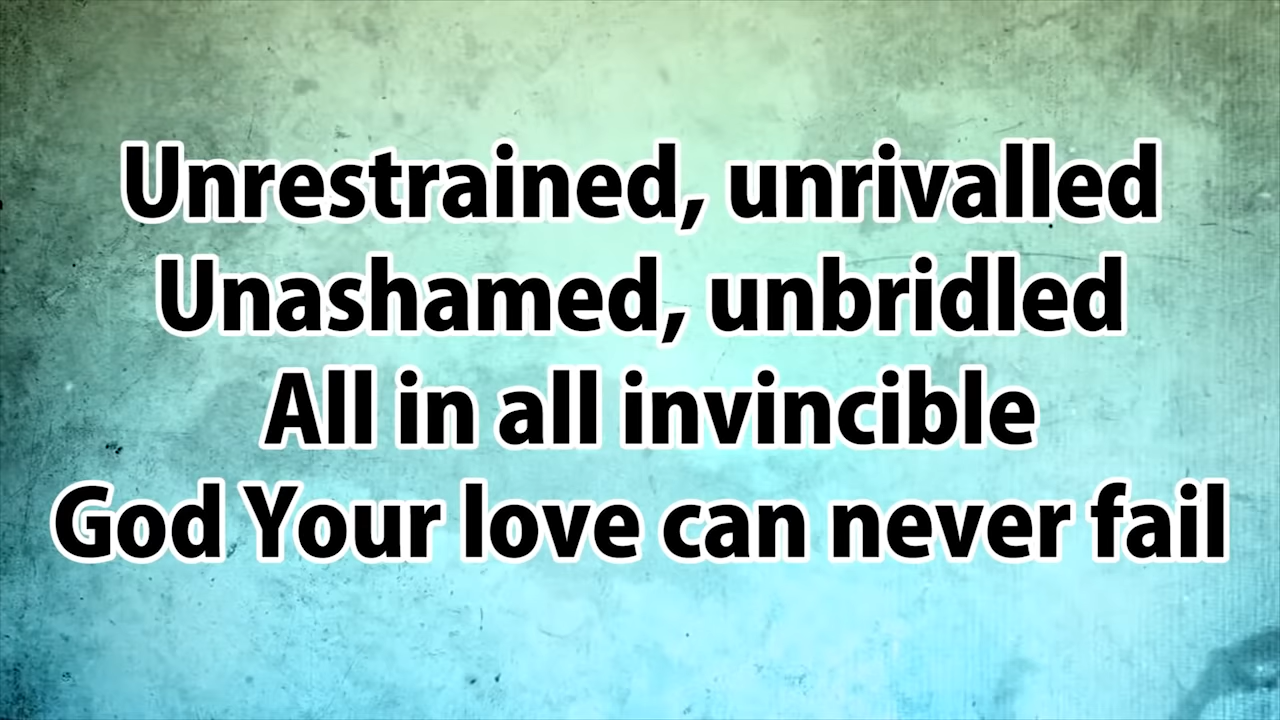 Unrestrained, unrivalled
Unashamed, unbridled
All in all invincible
God Your love can never fail